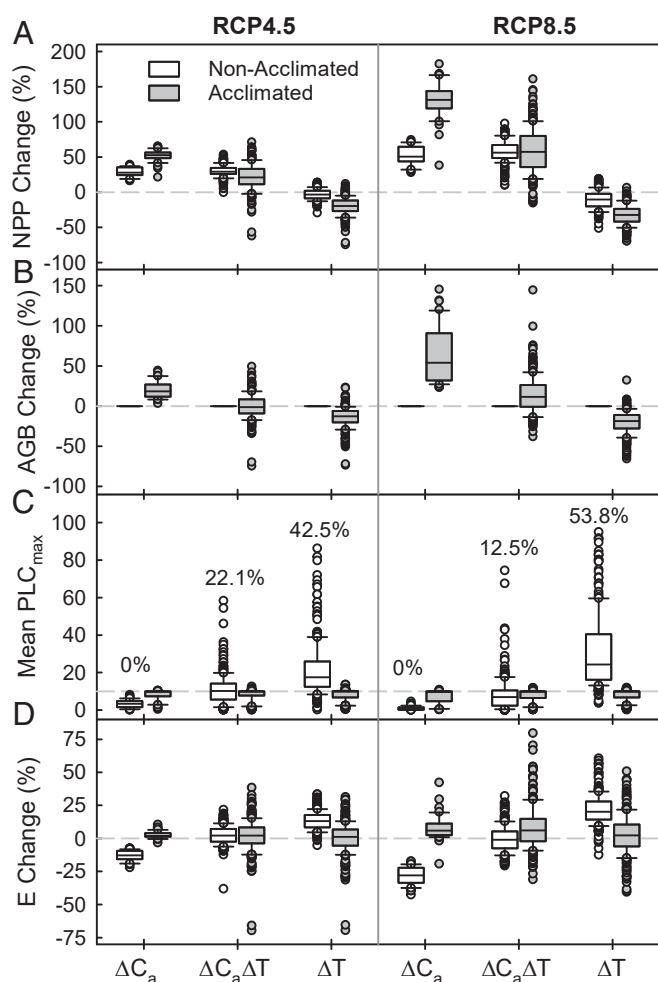 A
RCP4.5
RCP8.5
200
150
100
50
0
-50
-100
NPP Change (%)
Non-Acclimated
Acclimated
B
150
100
50
0
-50
-100
AGB Change (%)
C
100
80
60
40
20
0
Mean PLCmax
0%
22.1%
42.5%
0%
12.5%
53.8%
D
75
50
25
0
-25
-50
-75
E Change (%)
ΔCa
ΔCaΔT
ΔT
ΔCa
ΔCaΔT
ΔT